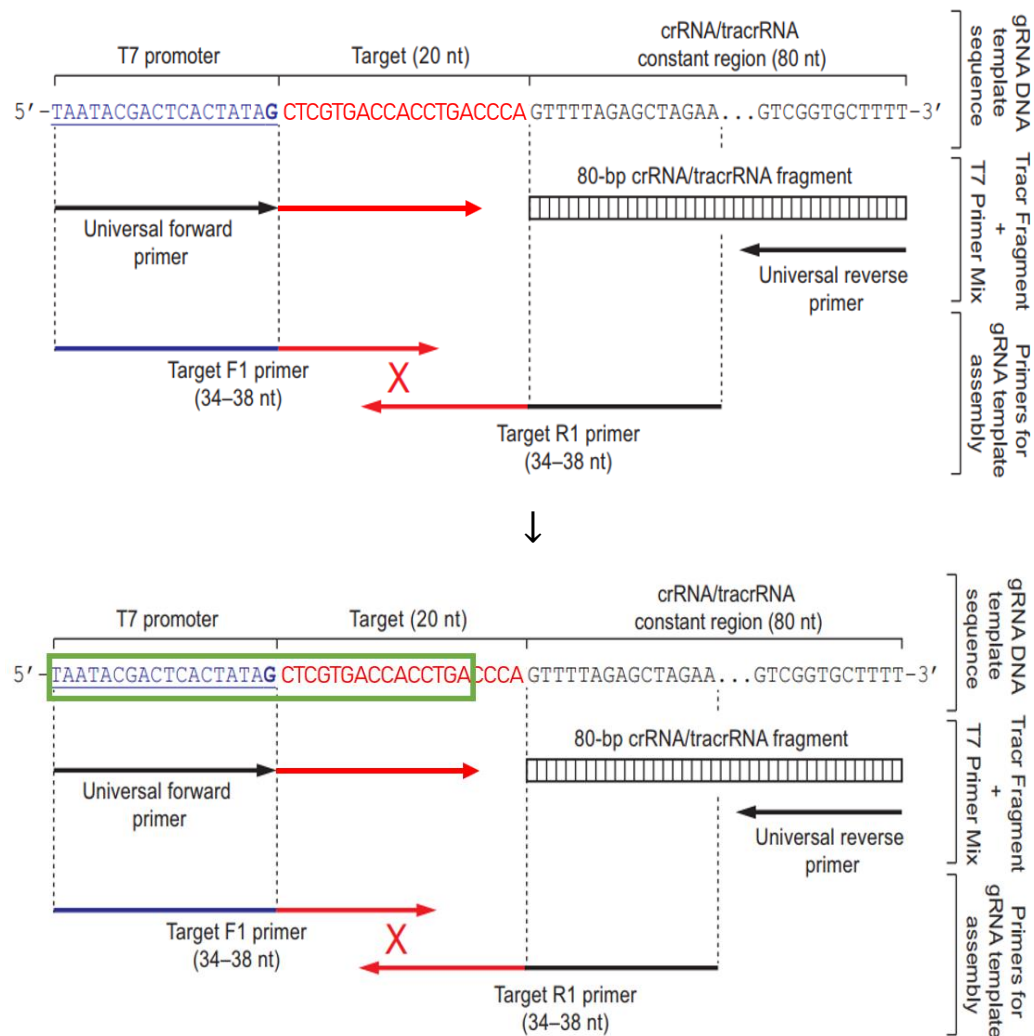 crRNA/tracrRNA
T7 promoter Target (20 nt) constant region (80 nt)
5′-TAATACGACTCACTATAG CTCGTGACCACCTGACCCA GTTTTAGAGCTAGAA...GTCGGTGCTTTT-3′
gRNA DNA
template
sequence
80-bp crRNA/tracrRNA fragment
Universal forward
primer
Universal reverse
primer
Tracr Fragment
+
T7 Primer Mix
Target F1 primer
(34–38 nt)
X
Target R1 primer
(34–38 nt)
Primers for
gRNA template
assembly
↓
crRNA/tracrRNA
T7 promoter Target (20 nt) constant region (80 nt)
5′-TAATACGACTCACTATAG CTCGTGACCACCTGACCCA GTTTTAGAGCTAGAA...GTCGGTGCTTTT-3′
gRNA DNA
template
sequence
80-bp crRNA/tracrRNA fragment
Universal forward
primer
Universal reverse
primer
Tracr Fragment
+
T7 Primer Mix
Target F1 primer
(34–38 nt)
X
Target R1 primer
(34–38 nt)
Primers for
gRNA template
assembly